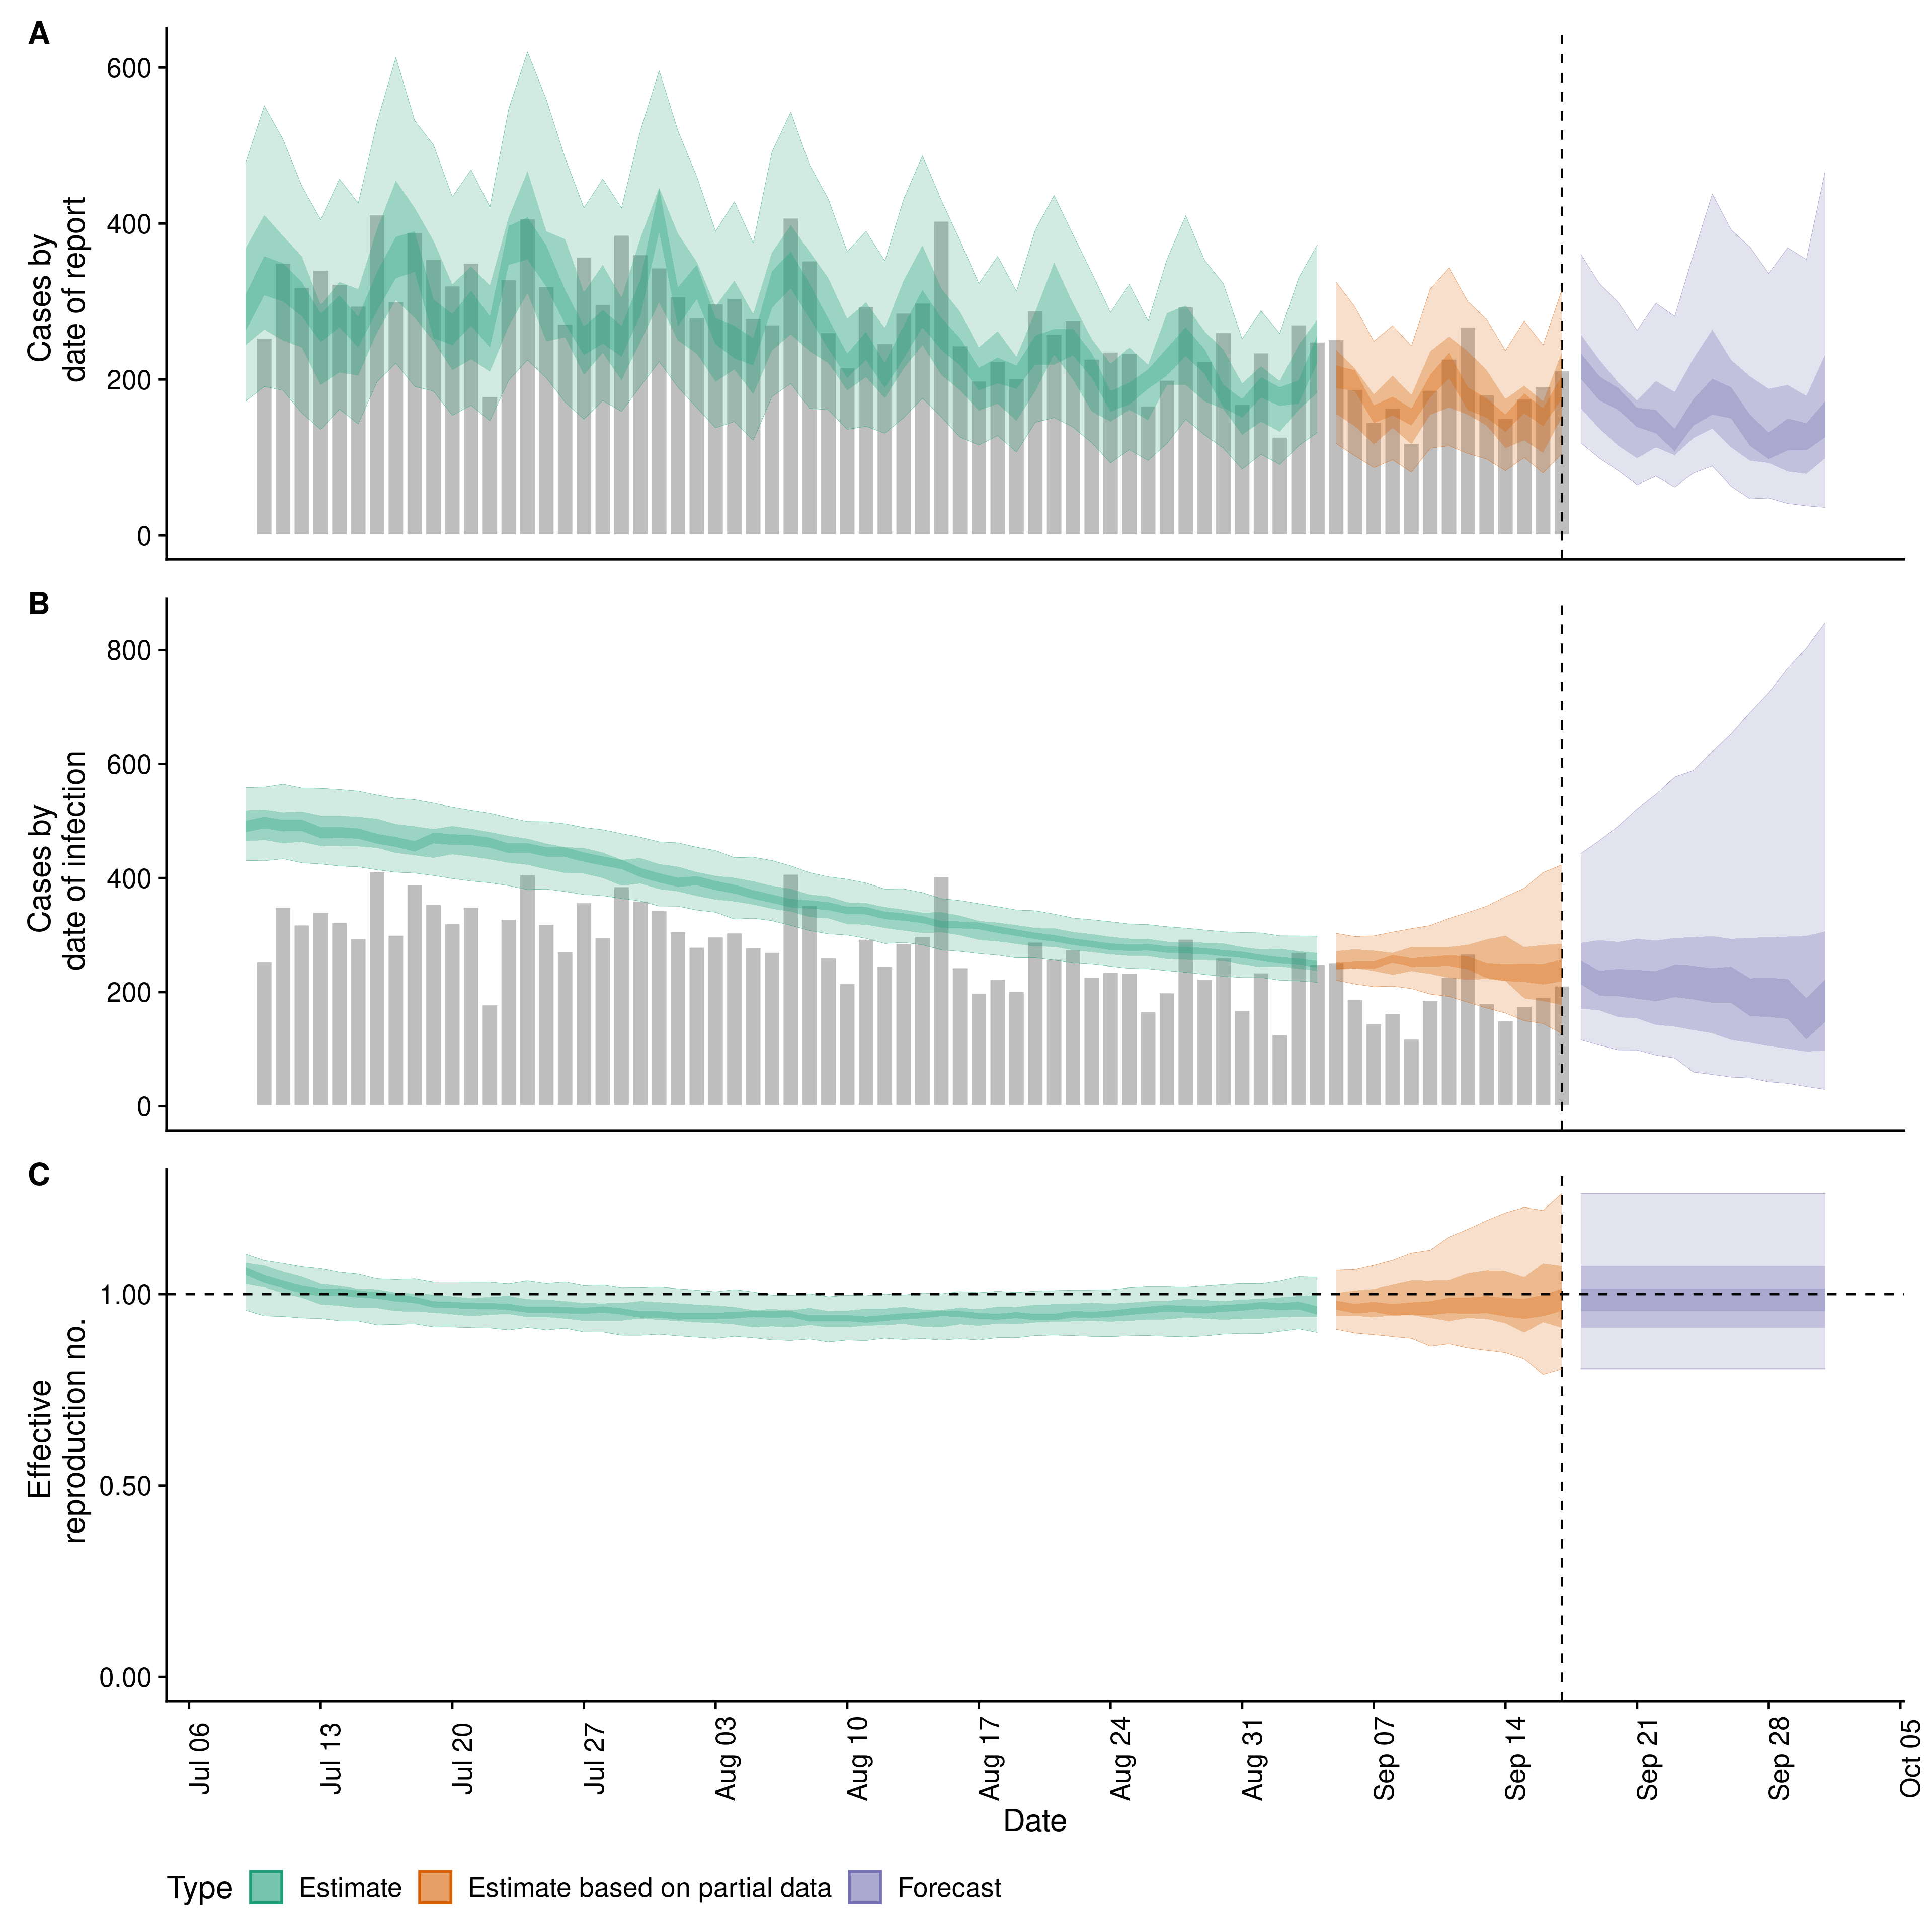 A
600
400
200
0
Cases by
date of report
B
800
600
400
200
0
Cases by
date of infection
C
1.00
0.50
0.00
Effective
reproduction no.
Jul 06
Jul 13
Jul 20
Jul 27
Aug 03
Aug 10
Aug 17
Aug 24
Aug 31
Sep 07
Sep 14
Sep 21
Sep 28
Oct 05
Date
Type Estimate Estimate based on partial data Forecast